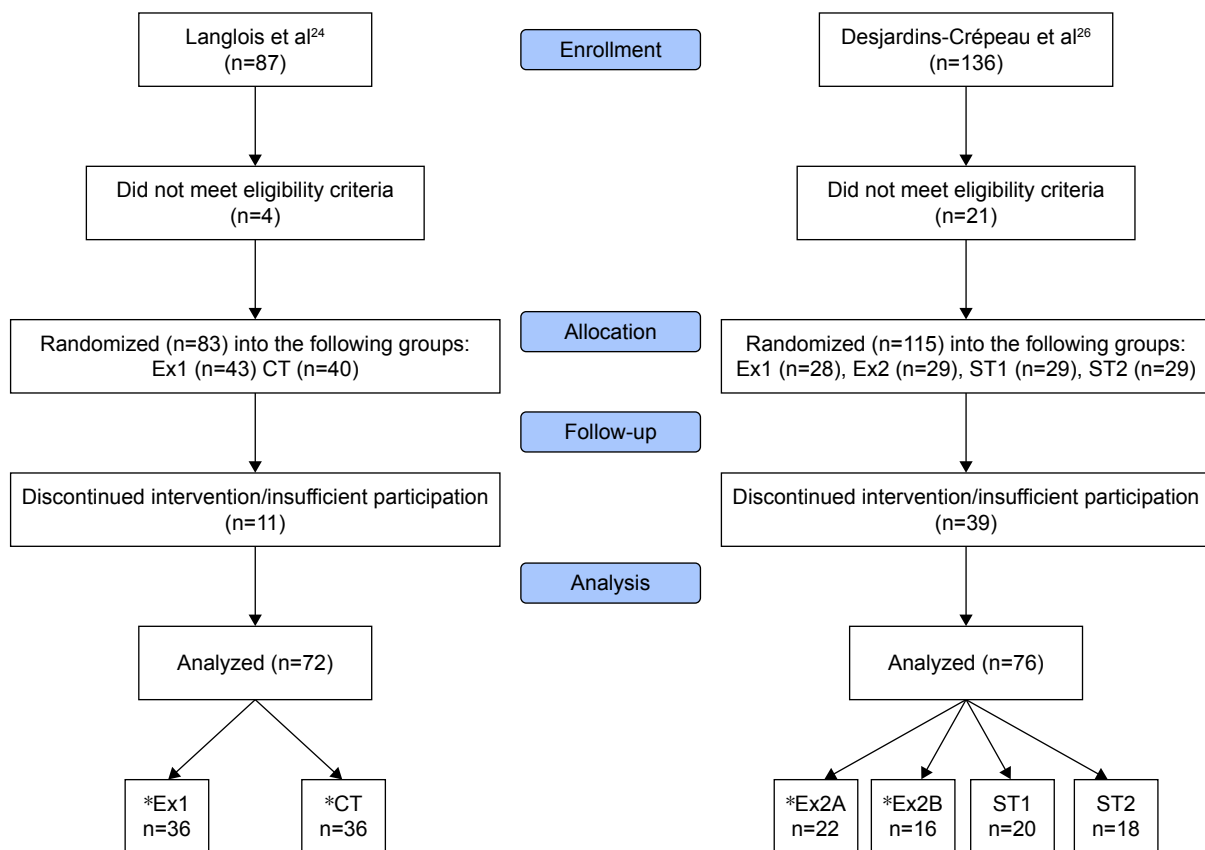 Langlois et al24
(n=87)
Enrollment
Desjardins-Crépeau et al26
(n=136)
Did not meet eligibility criteria
(n=4)
Did not meet eligibility criteria
(n=21)
Randomized (n=83) into the following groups:
Ex1 (n=43) CT (n=40)
Allocation
Randomized (n=115) into the following groups:
Ex1 (n=28), Ex2 (n=29), ST1 (n=29), ST2 (n=29)
Follow-up
Discontinued intervention/insufficient participation
(n=11)
Discontinued intervention/insufficient participation
(n=39)
Analysis
Analyzed (n=72)
Analyzed (n=76)
*Ex1
n=36
*CT
n=36
*Ex2A
n=22
*Ex2B
n=16
ST1
n=20
ST2
n=18